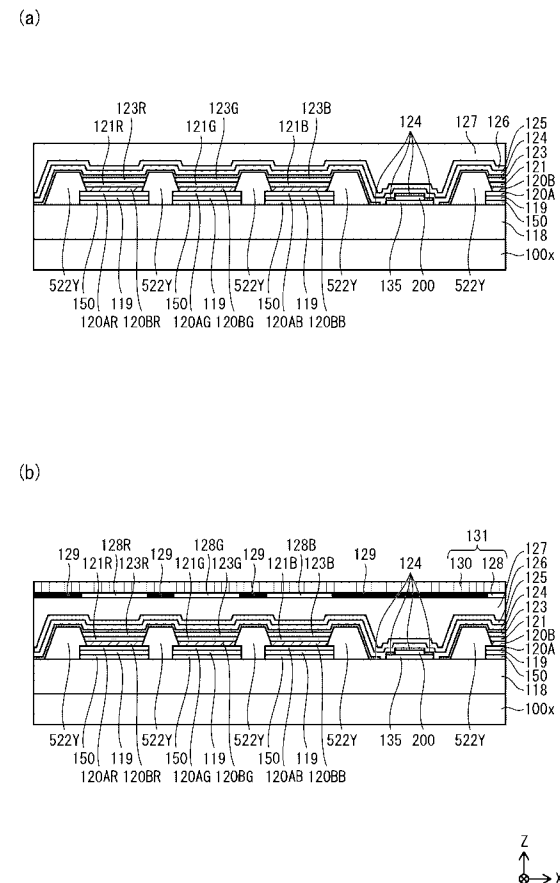 (a)
123R 123G 123B 124
121R 121G 121B 127 126
125
124
123
121
120B
120A
119
150
118
100x
522Y 522Y 522Y 522Y 135 200 522Y
150 119 150 119 150 119
120AR 120BR 120AG 120BG 120AB 120BB
(b)
128R 128G 128B 131
129 129 129 129 124 130 128
121R 123R 121G 123G 121B 123B
127
126
125
124
123
121
120B
120A
119
150
118
100x
522Y 522Y 522Y 522Y 135 200 522Y
150 119 150 119 150 119
120AR 120BR 120AG 120BG 120AB 120BB
Z
X